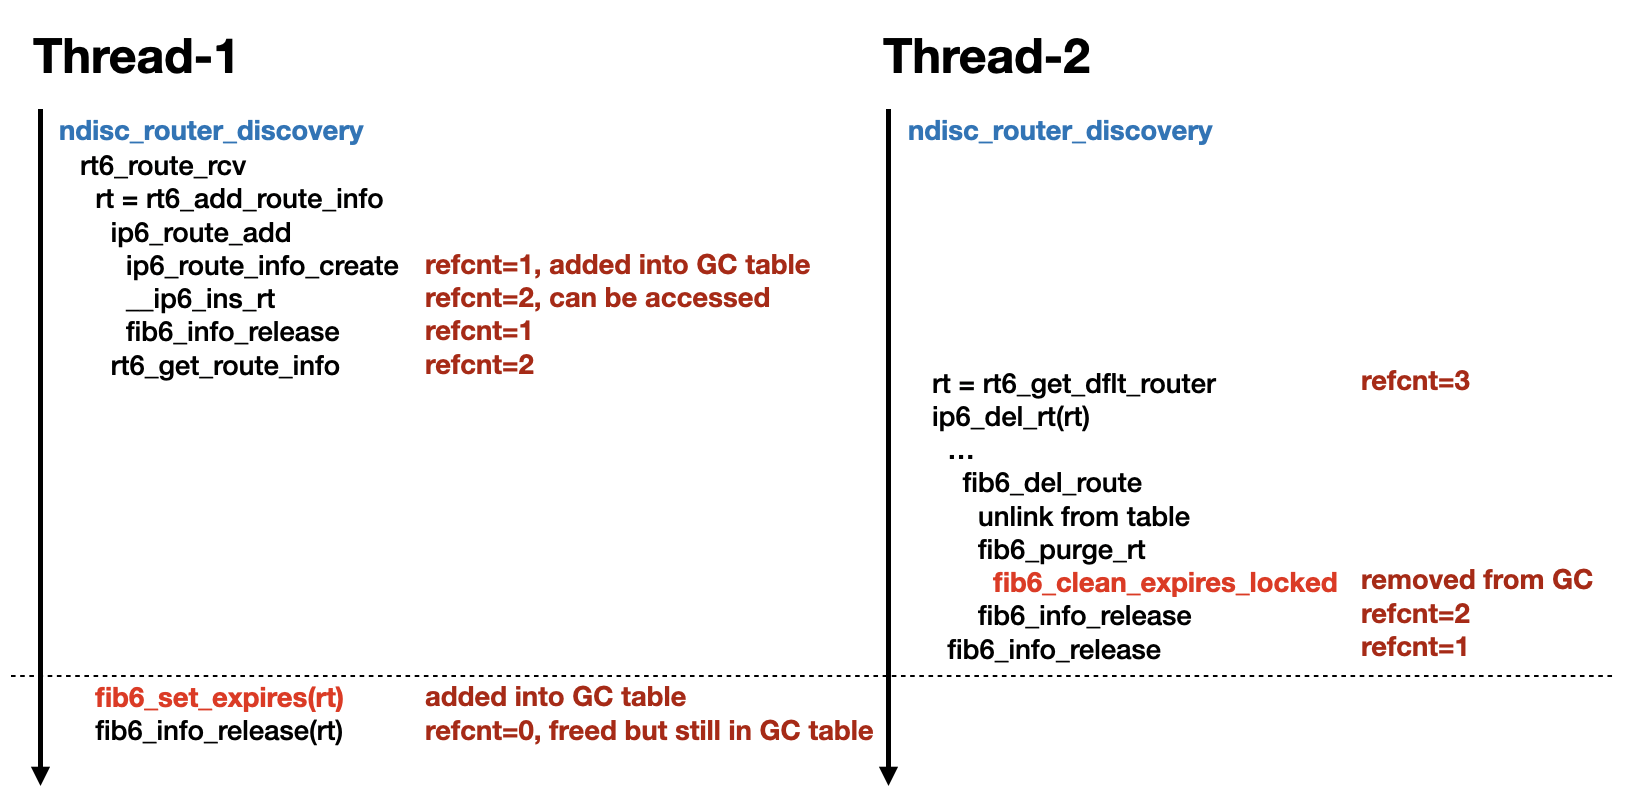 Thread-1
ndisc_router_discovery
rt6_route_rcv
rt = rt6_add_route_info
ip6_route_add
ip6_route_info_create refcnt=1, added into GC table
__ip6_ins_rt refcnt=2, can be accessed
fib6_info_release refcnt=1
rt6_get_route_info refcnt=2
fib6_set_expires(rt) added into GC table
fib6_info_release(rt) refcnt=0, freed but still in GC table
Thread-2
ndisc_router_discovery
rt = rt6_get_dflt_router refcnt=3
ip6_del_rt(rt)
...
fib6_del_route
unlink from table
fib6_purge_rt
fib6_clean_expires_locked removed from GC
fib6_info_release refcnt=2
fib6_info_release refcnt=1